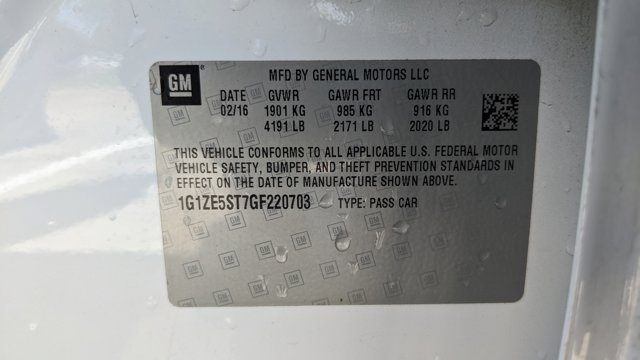 GM
MFD BY GENERAL MOTORS LLC
DATE GVWR GAWR FRT GAWR RR
02/16 1901 KG 985 KG 916 KG
4191 LB 2171 LB 2020 LB
THIS VEHICLE CONFORMS TO ALL APPLICABLE U.S. FEDERAL MOTOR
VEHICLE SAFETY, BUMPER, AND THEFT PREVENTION STANDARDS IN
EFFECT ON THE DATE OF MANUFACTURE SHOWN ABOVE.
1G1ZE5ST7GF220703 TYPE: PASS CAR